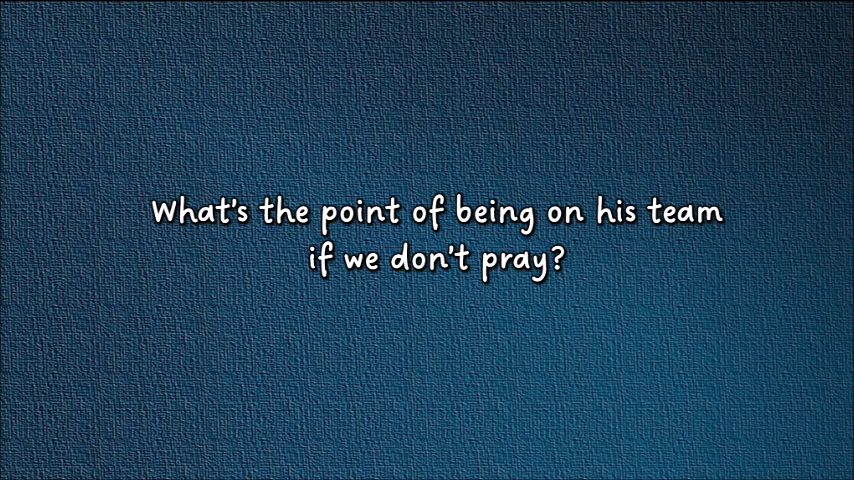 What's the point of being on his team
if we don't pray?